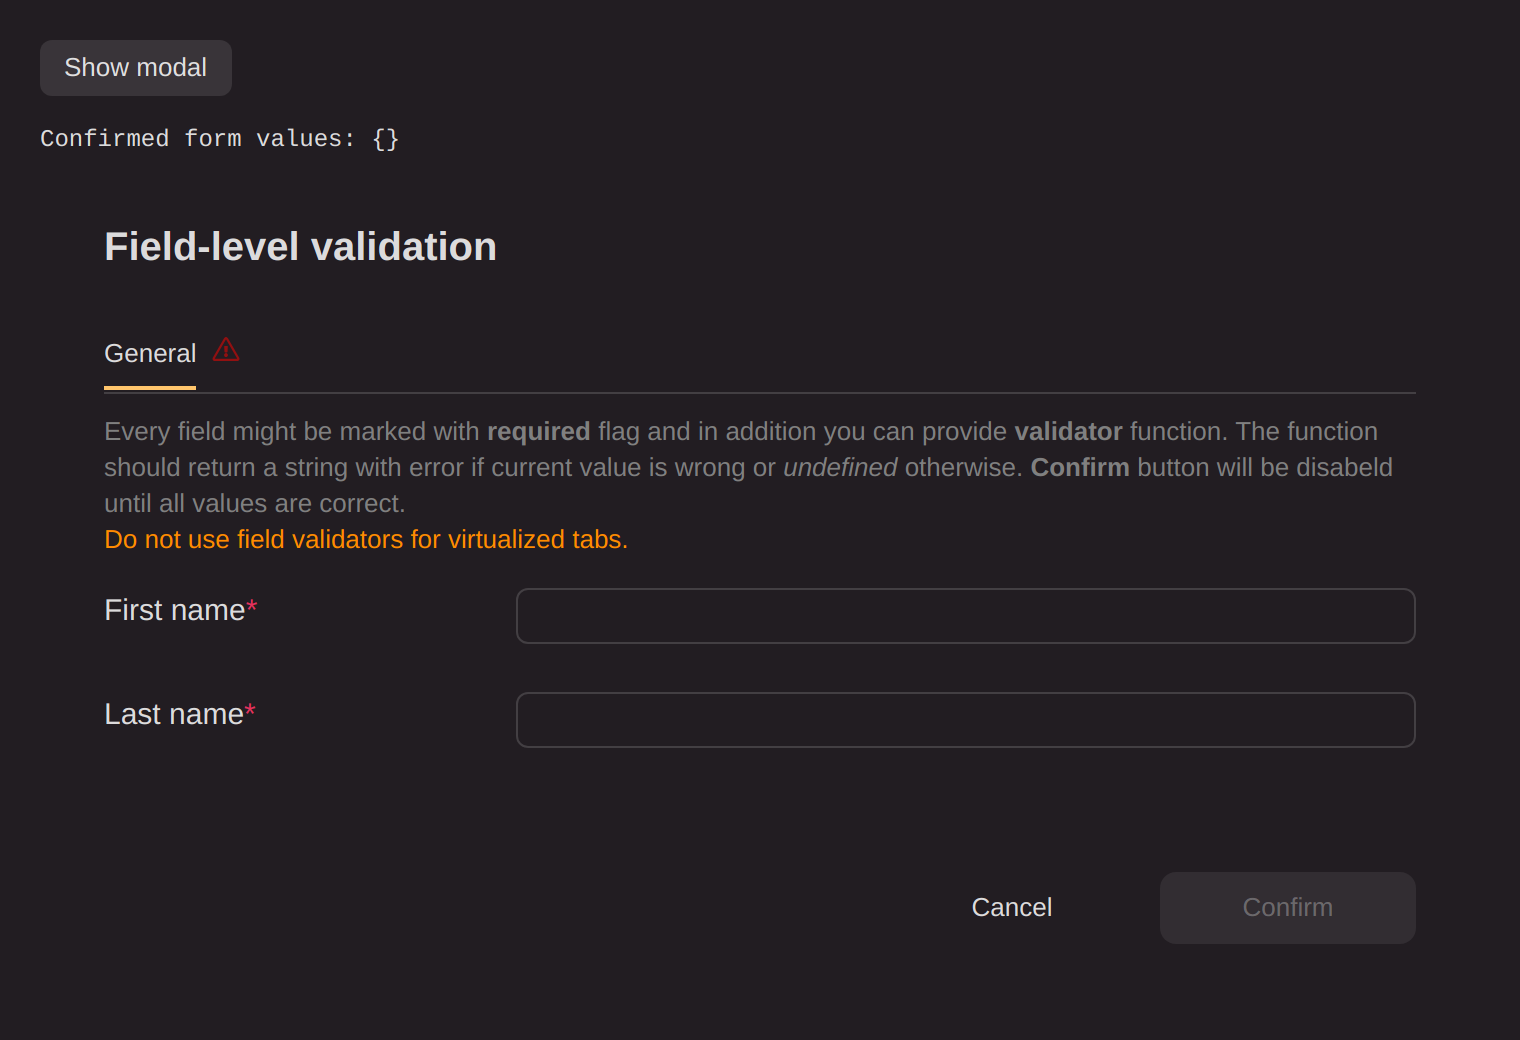 Show modal
Confirmed form values: {}
Field-level validation
General
Every field might be marked with required flag and in addition you can provide validator function. The function
should return a string with error if current value is wrong or undefined otherwise. Confirm button will be disabeld
until all values are correct.
Do not use field validators for virtualized tabs.
First name*
Last name*
Cancel
Confirm